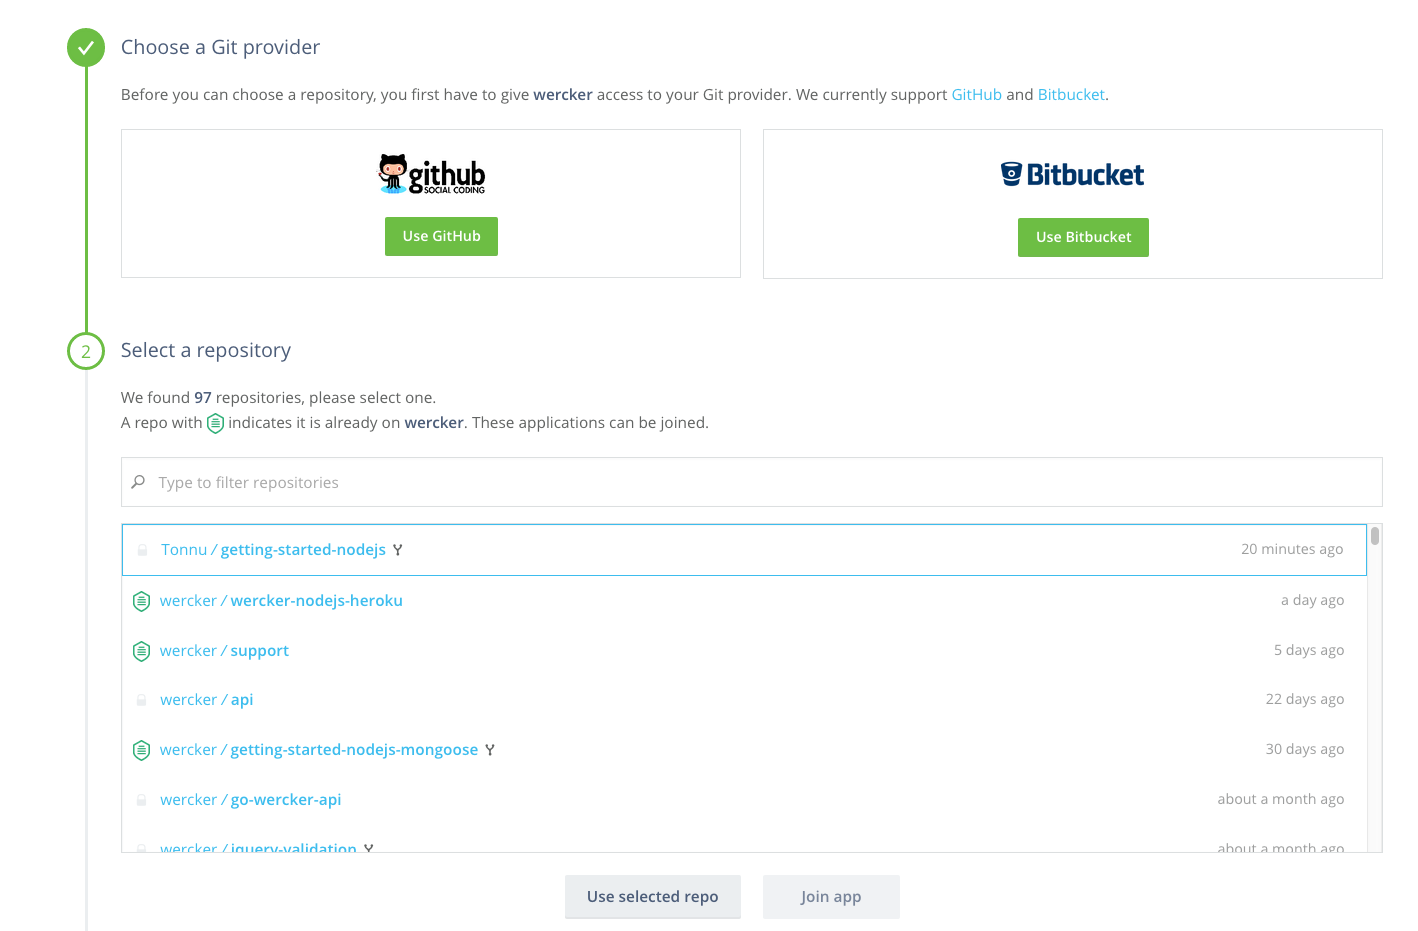 Choose a Git provider
Before you can choose a repository, you first have to give wercker access to your Git provider. We currently support GitHub and Bitbucket.
github
SOCIAL CODING
Bitbucket
Use GitHub
Use Bitbucket
2
Select a repository
We found 97 repositories, please select one.
A repo with indicates it is already on wercker. These applications can be joined.
Type to filter repositories
Tonnu / getting-started-nodejs 20 minutes ago
wercker / wercker-nodejs-heroku a day ago
wercker / support 5 days ago
wercker / api 22 days ago
wercker / getting-started-nodejs-mongoose 30 days ago
wercker / go-wercker-api about a month ago
wercker / jquery-validation about a month ago
Use selected repo
Join app